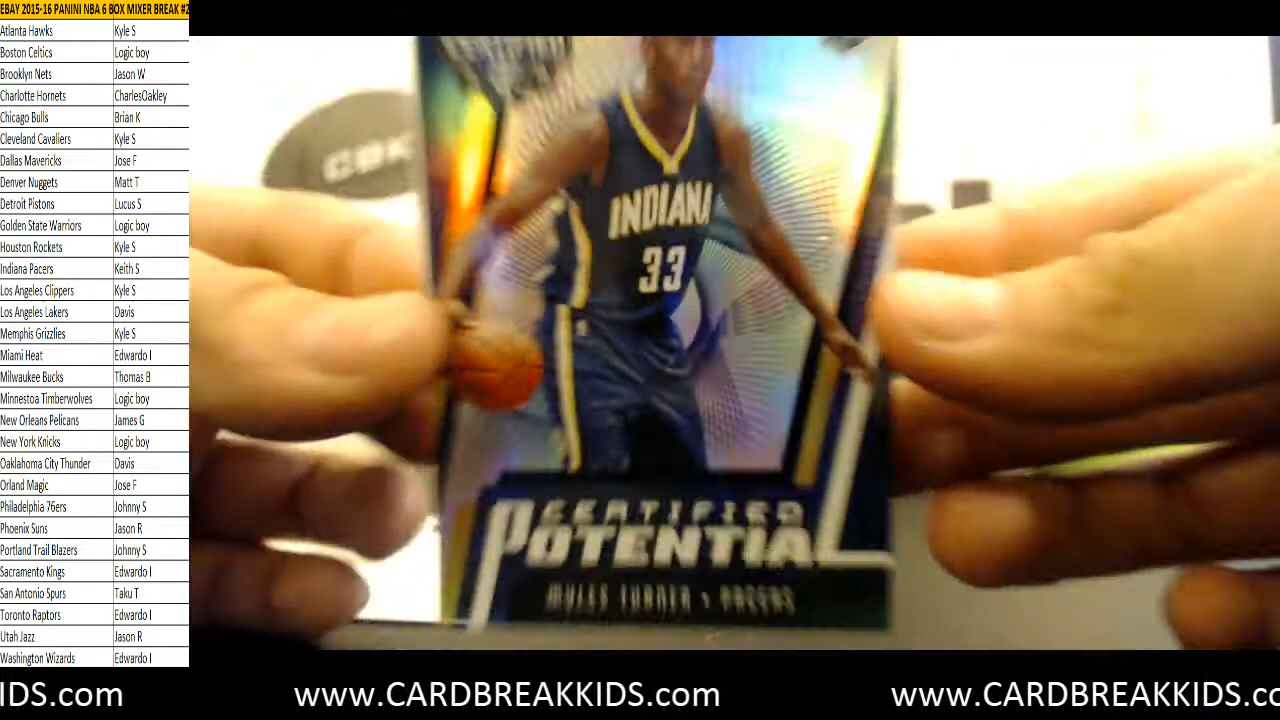 EBAY 2015-16 PANINI NBA 6 BOX MIXER BREAK #2
Atlanta Hawks Kyle S
Boston Celtics Logic boy
Brooklyn Nets Jason W
Charlotte Hornets CharlesOakley
Chicago Bulls Brian K
Cleveland Cavaliers Kyle S
Dallas Mavericks Jose F
Denver Nuggets Matt T
Detroit Pistons Lucus S
Golden State Warriors Logic boy
Houston Rockets Kyle S
Indiana Pacers Keith S
Los Angeles Clippers Kyle S
Los Angeles Lakers Davis
Memphis Grizzlies Kyle S
Miami Heat Edwardo I
Milwaukee Bucks Thomas B
Minnestoa Timberwolves Logic boy
New Orleans Pelicans James G
New York Knicks Logic boy
Oaklahoma City Thunder Davis
Orland Magic Jose F
Philadelphia 76ers Johnny S
Phoenix Suns Jason R
Portland Trail Blazers Johnny S
Sacramento Kings Edwardo I
San Antonio Spurs Taku T
Toronto Raptors Edwardo I
Utah Jazz Jason R
Washington Wizards Edwardo I
CBK
INDIANA
33
CERTIFIED
POTENTIAL
MYLES TURNER PACERS
KIDS.com www.CARDBREAKKIDS.com www.CARDBREAKKIDS.co